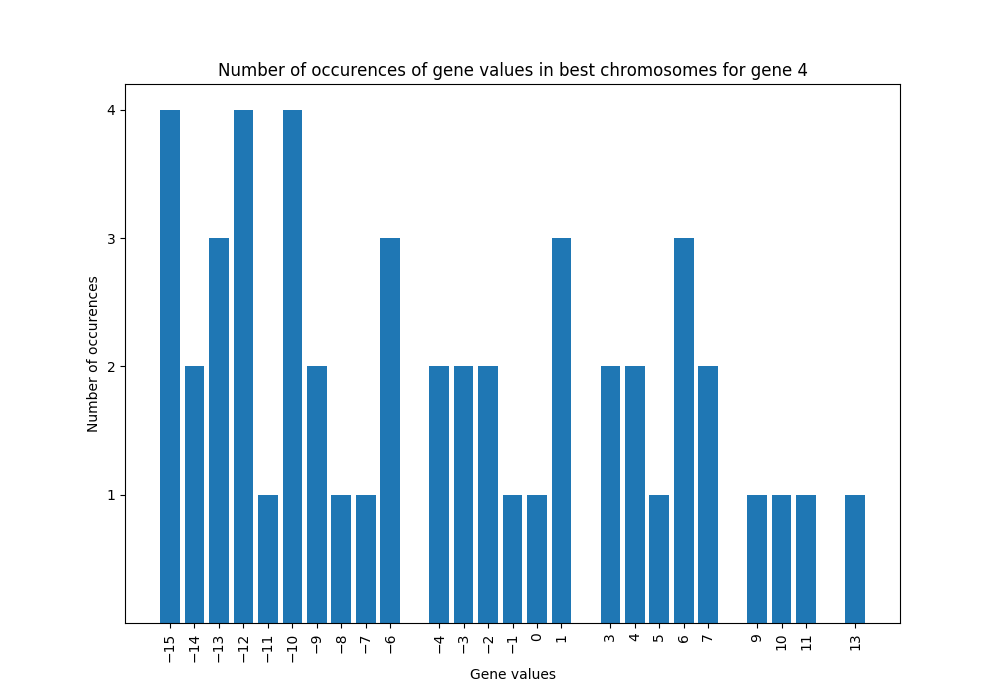 Number of occurences of gene values in best chromosomes for gene 4
4
3
2
1
Number of occurences
−15 −14 −13 −12 −11 −10 −9 −8 −7 −6 −4 −3 −2 −1 0 1 3 4 5 6 7 9 10 11 13
Gene values